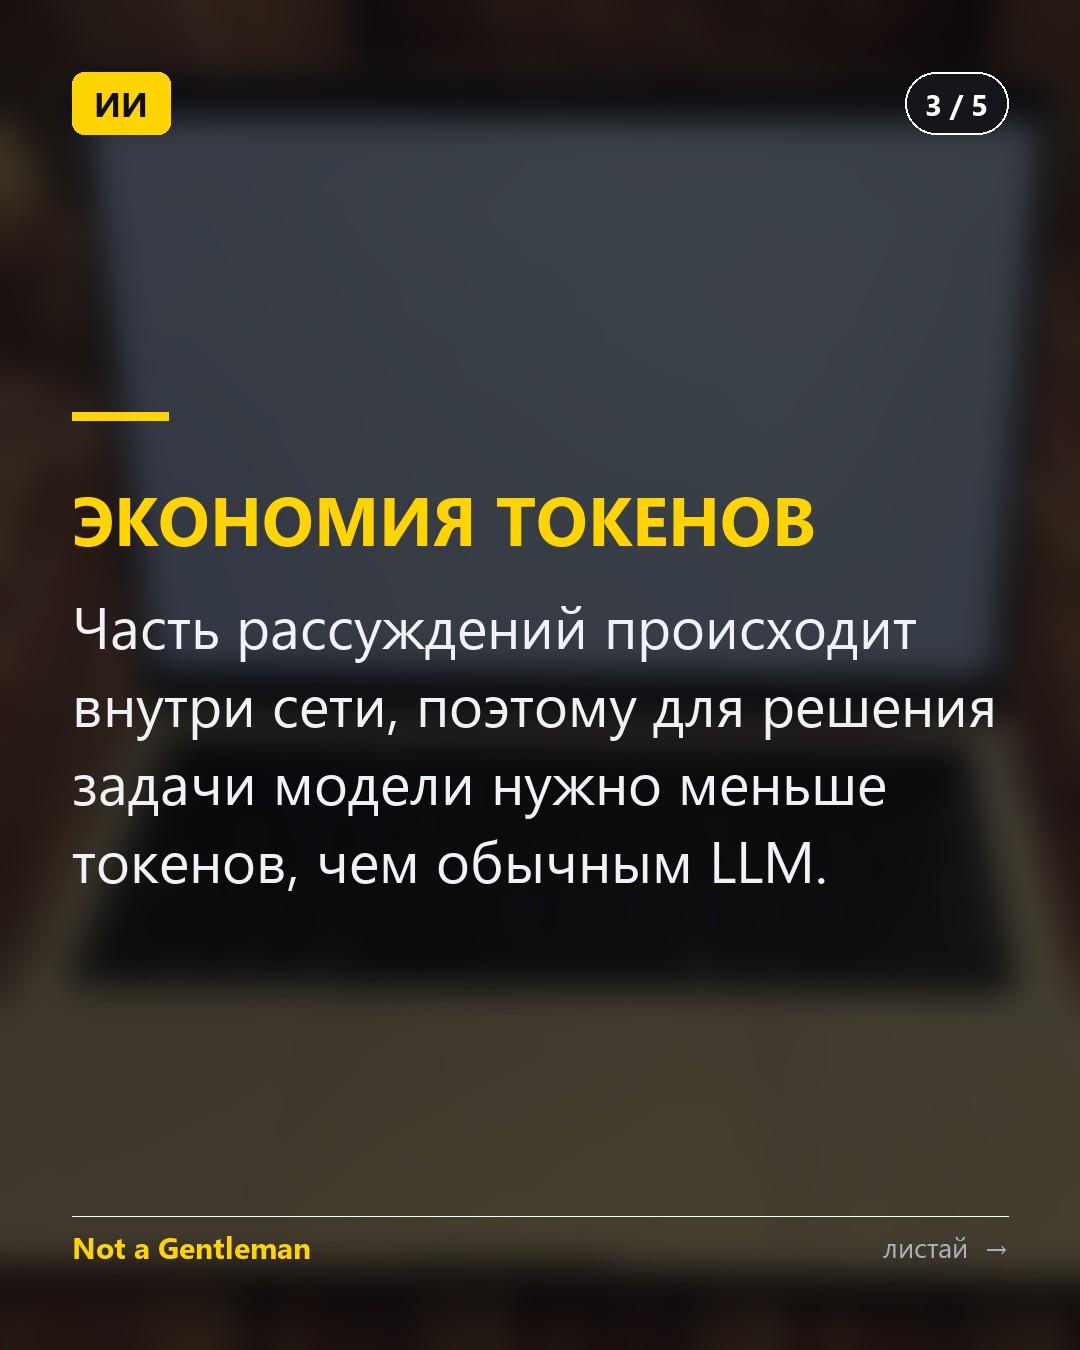 ИИ
3 / 5
ЭКОНОМИЯ ТОКЕНОВ
Часть рассуждений происходит
внутри сети, поэтому для решения
задачи модели нужно меньше
токенов, чем обычным LLM.
Not a Gentleman
листай →